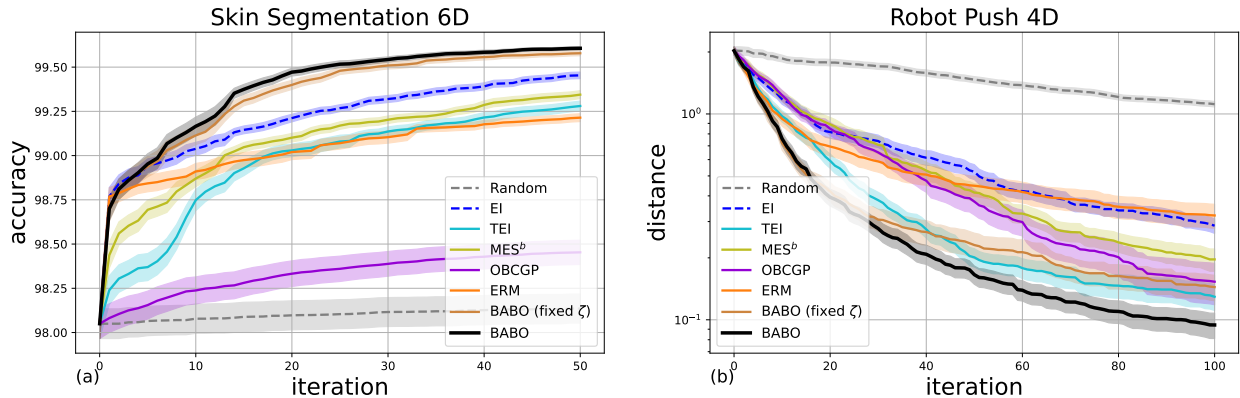 Skin Segmentation 6D
accuracy
99.50
99.25
99.00
98.75
98.50
98.25
98.00
Random
EI
TEI
MES^b
OBCGP
ERM
BABO (fixed ζ)
BABO
0 10 20 30 40 50
(a)
iteration
Robot Push 4D
distance
10^0
10^−1
Random
EI
TEI
MES^b
OBCGP
ERM
BABO (fixed ζ)
BABO
0 20 40 60 80 100
(b)
iteration